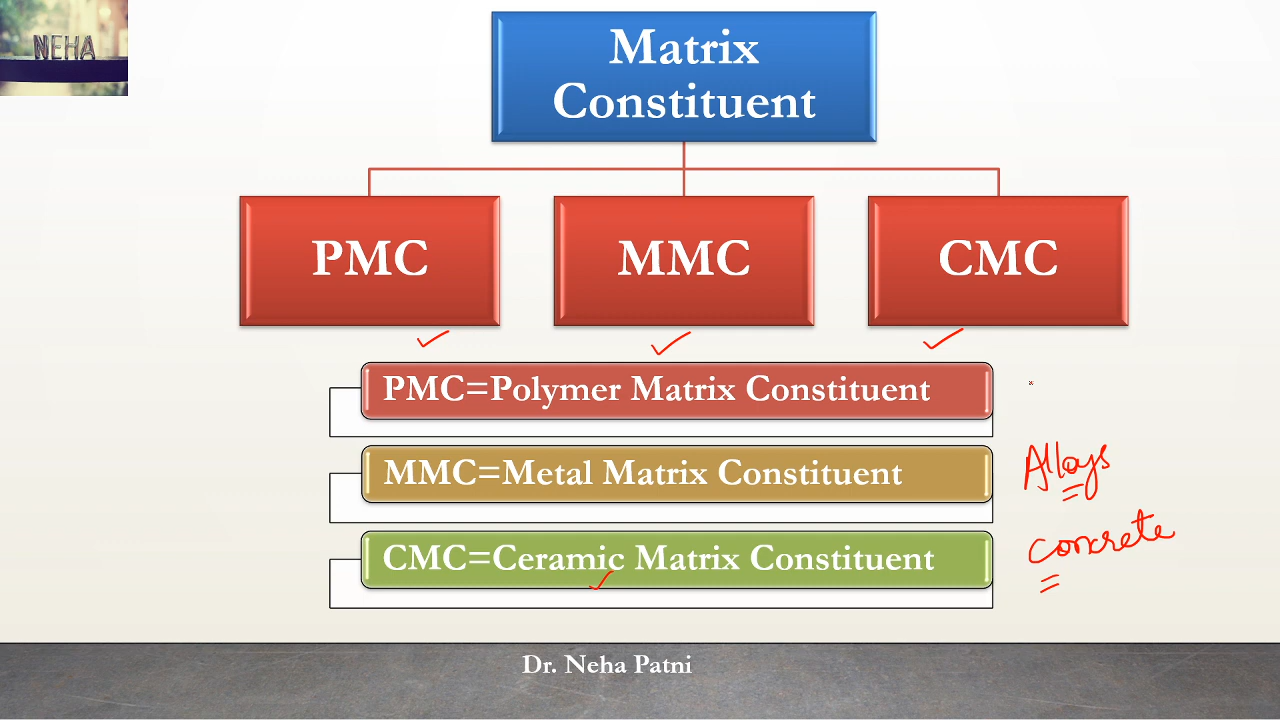 NEHA
Matrix
Constituent
PMC
MMC
CMC
PMC=Polymer Matrix Constituent
MMC=Metal Matrix Constituent
Alloys
CMC=Ceramic Matrix Constituent
concrete
Dr. Neha Patni